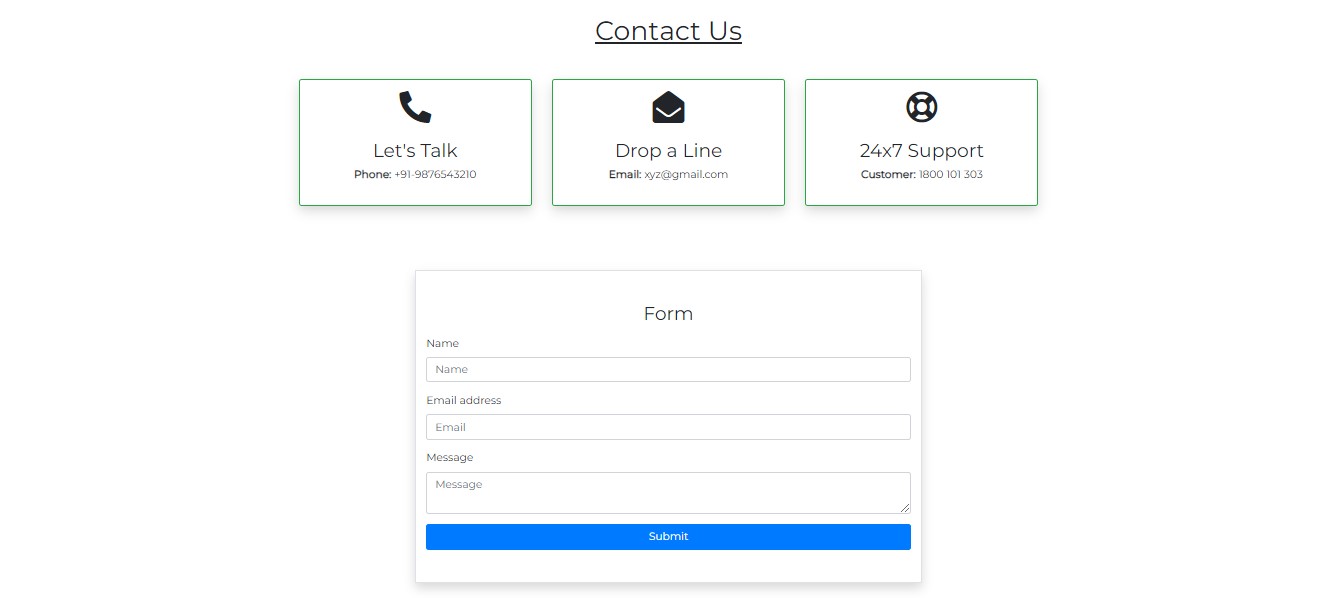 Contact Us
Let's Talk
Phone: +91-9876543210
Drop a Line
Email: xyz@gmail.com
24x7 Support
Customer: 1800 101 303
Form
Name
Name
Email address
Email
Message
Message
Submit